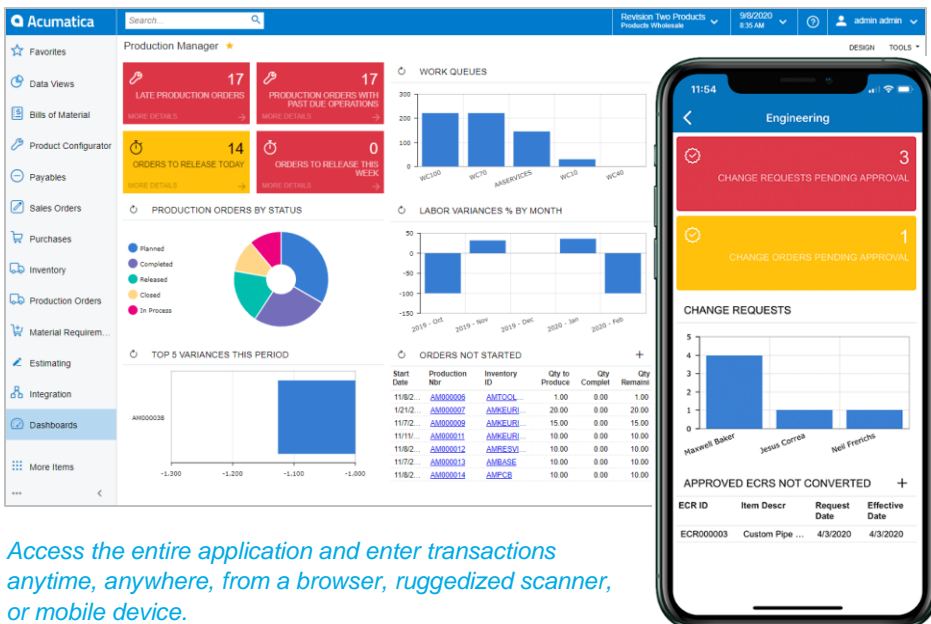 Acumatica
Search...
Revision Two Products
Products Wholesale
9/8/2020
8:35 AM
admin admin
Favorites
Data Views
Bills of Material
Product Configurator
Payables
Sales Orders
Purchases
Inventory
Production Orders
Material Requirem...
Estimating
Integration
Dashboards
More Items
Production Manager
DESIGN TOOLS
17
LATE PRODUCTION ORDERS
MORE DETAILS
17
PRODUCTION ORDERS WITH
PAST DUE OPERATIONS
MORE DETAILS
14
ORDERS TO RELEASE TODAY
MORE DETAILS
0
ORDERS TO RELEASE THIS
WEEK
MORE DETAILS
WORK QUEUES
300
200
100
0
WC100 WC70 AASERVICES WC10 WC40
PRODUCTION ORDERS BY STATUS
Planned
Completed
Released
Closed
In Process
LABOR VARIANCES % BY MONTH
50
0
-50
-100
-150
2019 - Oct 2019 - Nov 2019 - Dec 2020 - Jan 2020 - Feb
TOP 5 VARIANCES THIS PERIOD
AM000038
-1.300 -1.200 -1.100 -1.000
ORDERS NOT STARTED +
Start Production Inventory Qty to Qty Qty
Date Nbr ID Produce Complet Remaini
11/8/2... AM000006 AMTOOL... 1.00 0.00 1.00
1/21/2... AM000007 AMKEURI... 20.00 0.00 20.00
11/7/2... AM000009 AMKEURI... 15.00 0.00 15.00
11/11/... AM000011 AMKEURI... 10.00 0.00 10.00
11/8/2... AM000012 AMRESVI... 10.00 0.00 10.00
11/7/2... AM000013 AMBASE 10.00 0.00 10.00
11/8/2... AM000014 AMPCB 10.00 0.00 10.00
11:54
Engineering
3
CHANGE REQUESTS PENDING APPROVAL
1
CHANGE ORDERS PENDING APPROVAL
CHANGE REQUESTS
5
4
3
2
1
0
Maxwell Baker Jesus Correa Neil Frerichs
APPROVED ECRS NOT CONVERTED +
ECR ID Item Descr Request Effective
Date Date
ECR000003 Custom Pipe ... 4/3/2020 4/3/2020
Access the entire application and enter transactions
anytime, anywhere, from a browser, ruggedized scanner,
or mobile device.